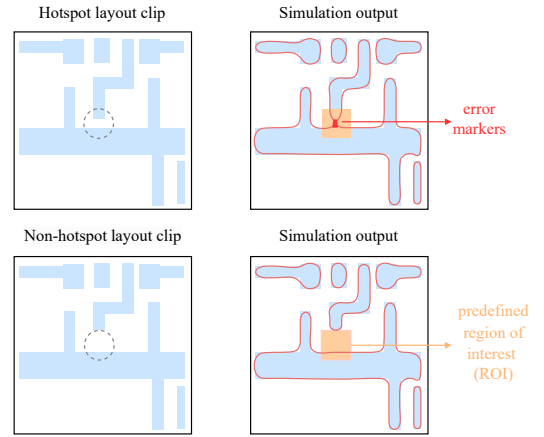 Hotspot layout clip
Simulation output
error
markers
Non-hotspot layout clip
Simulation output
predefined
region of
interest
(ROI)